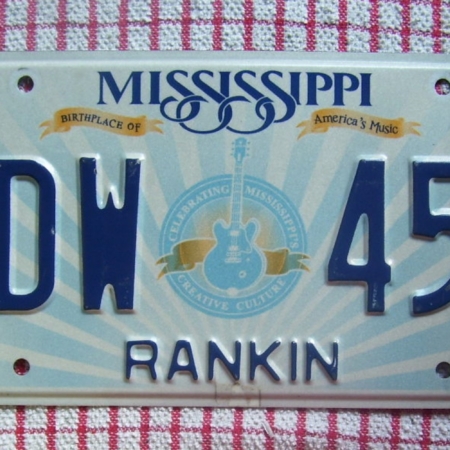 MISSISSIPPI
BIRTHPLACE OF America's Music
CELEBRATING MISSISSIPPI'S
CREATIVE CULTURE
DW 45
RANKIN